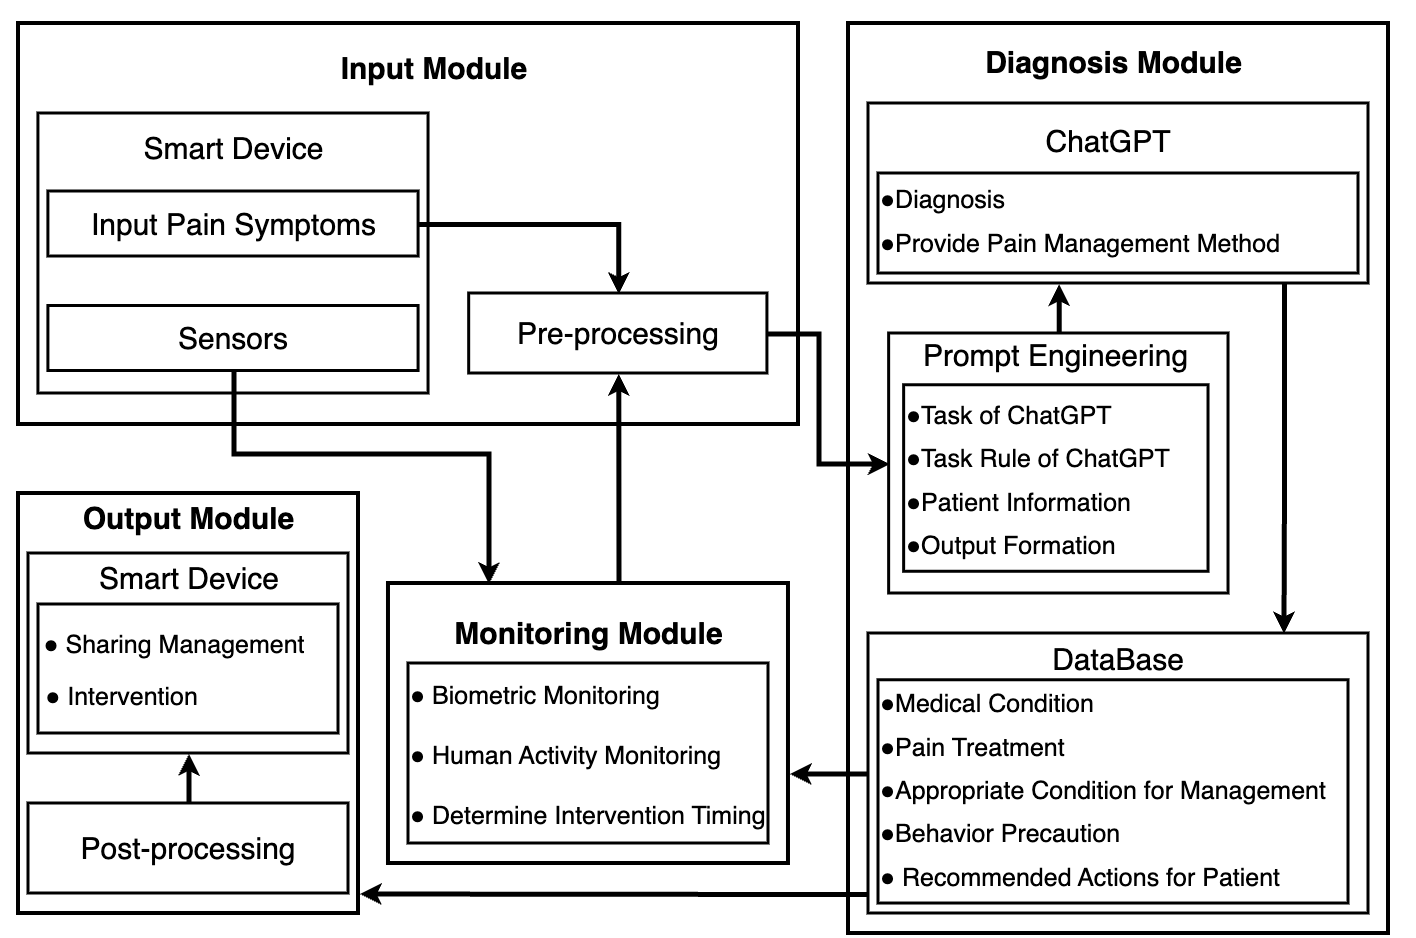 Input Module
Smart Device
Input Pain Symptoms
Sensors
Pre-processing
Diagnosis Module
ChatGPT
●Diagnosis
●Provide Pain Management Method
Prompt Engineering
●Task of ChatGPT
●Task Rule of ChatGPT
●Patient Information
●Output Formation
DataBase
●Medical Condition
●Pain Treatment
●Appropriate Condition for Management
●Behavior Precaution
● Recommended Actions for Patient
Monitoring Module
● Biometric Monitoring
● Human Activity Monitoring
● Determine Intervention Timing
Output Module
Smart Device
● Sharing Management
● Intervention
Post-processing